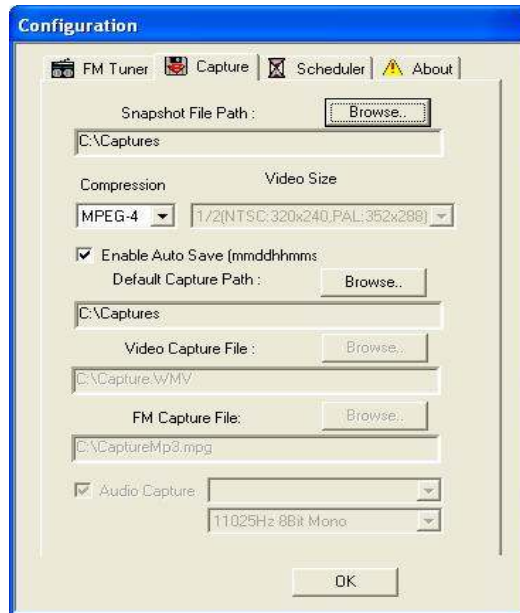 Configuration
FM Tuner Capture Scheduler About
Snapshot File Path : Browse..
C:\Captures
Compression Video Size
MPEG-4 1/2(NTSC:320x240,PAL:352x288)
Enable Auto Save (mmddhhmms
Default Capture Path : Browse..
C:\Captures
Video Capture File : Browse..
C:\Capture.WMV
FM Capture File: Browse..
C:\CaptureMp3.mpg
Audio Capture
11025Hz 8Bit Mono
OK